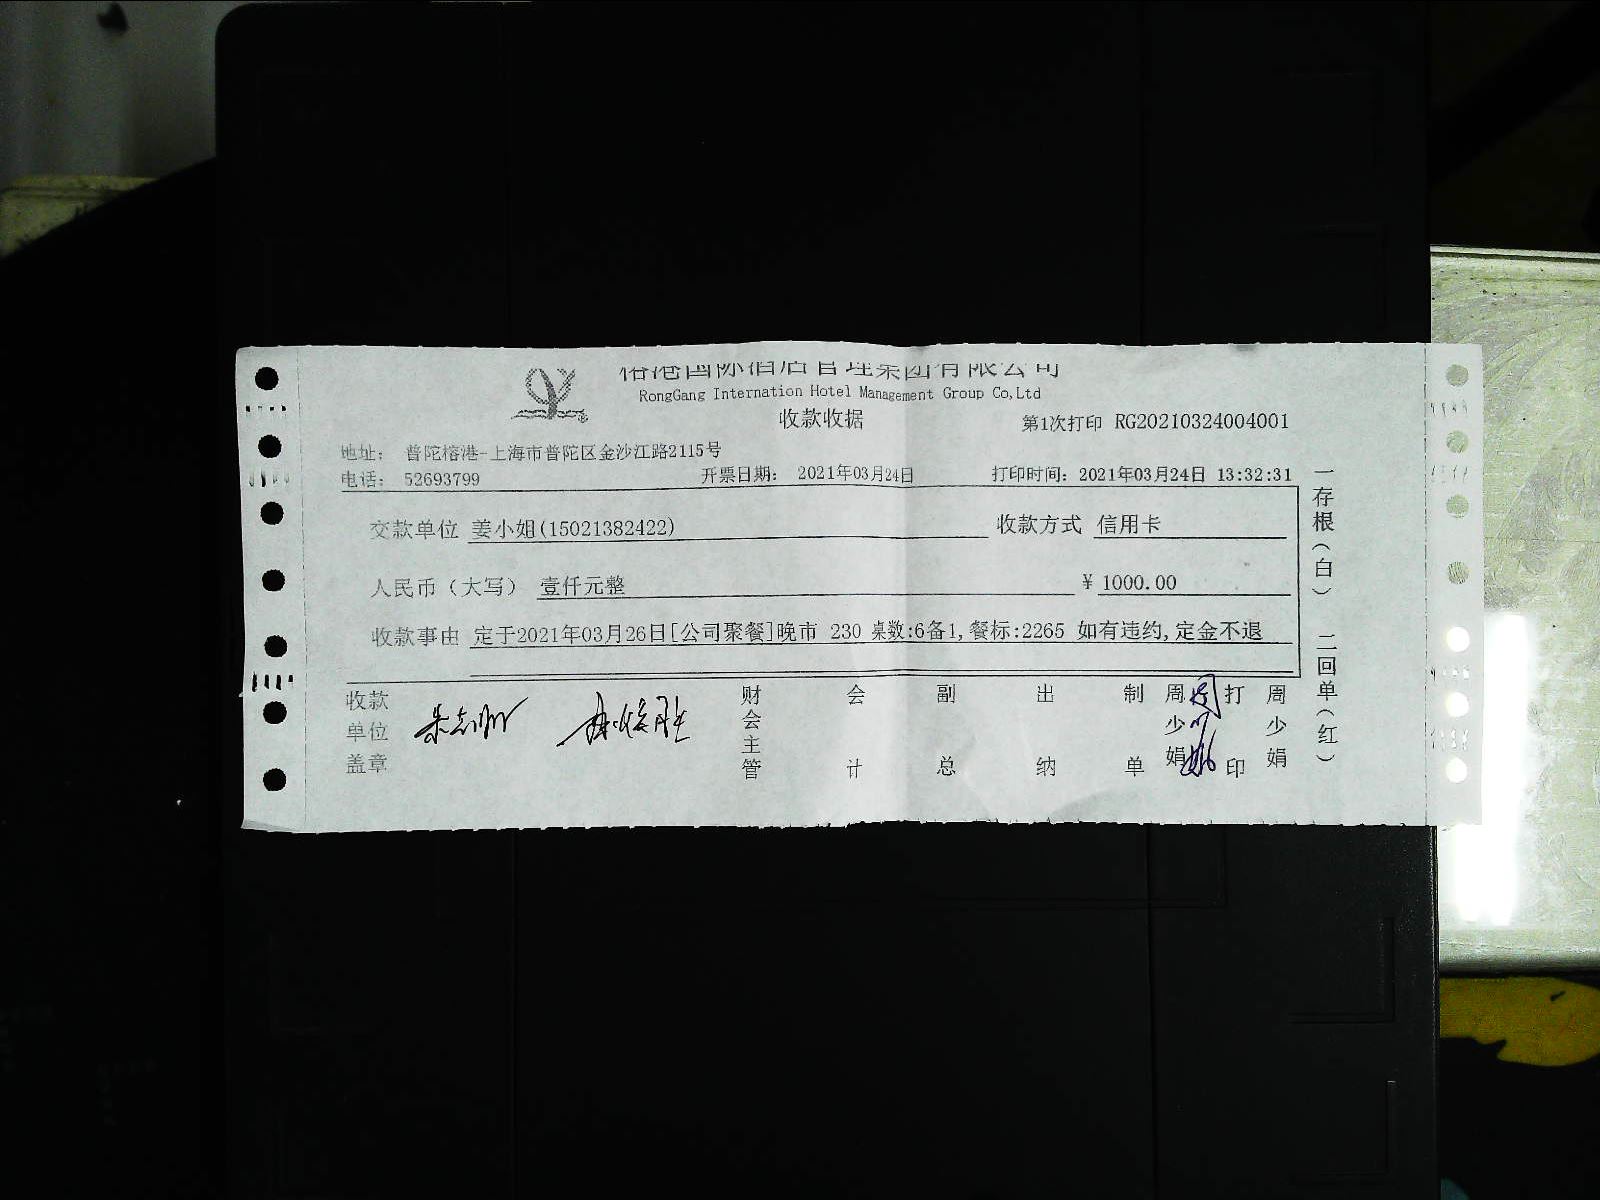 榕港国际酒店管理集团有限公司
RongGang Internation Hotel Management Group Co,Ltd
收款收据
第1次打印 RG20210324004001
地址: 普陀榕港-上海市普陀区金沙江路2115号
电话: 52693799 开票日期: 2021年03月24日 打印时间: 2021年03月24日 13:32:31
交款单位 姜小姐(15021382422) 收款方式 信用卡
人民币（大写） 壹仟元整 ￥1000.00
收款事由 定于2021年03月26日[公司聚餐]晚市 230 桌数:6备1,餐标:2265 如有违约,定金不退
收款单位盖章 财会主管 会计 副总 出纳 制单 周少娟 周少娟 打印 周少娟
一存根（白） 二回单（红）